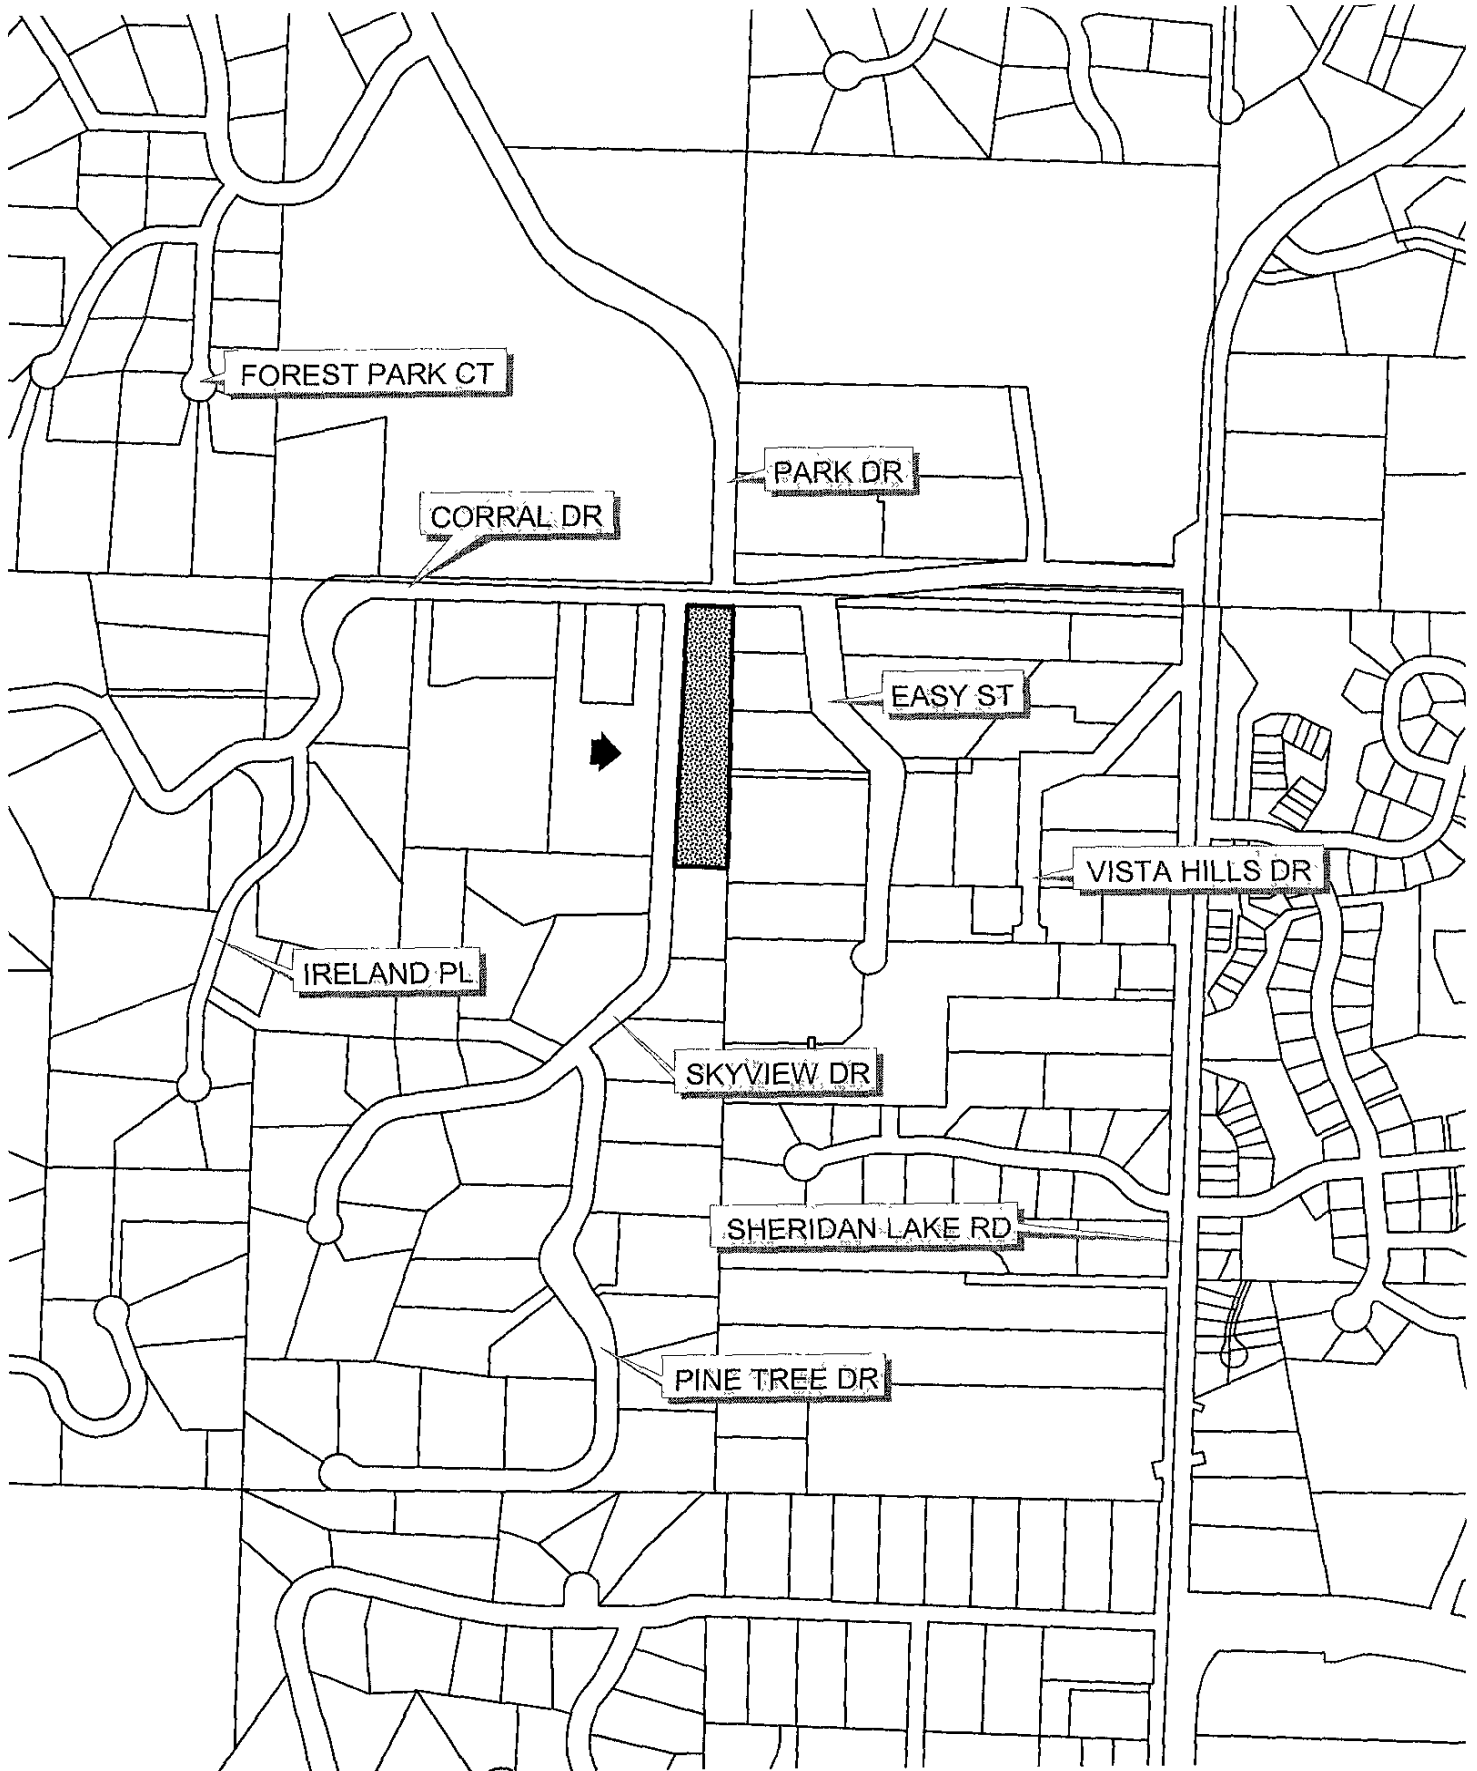 FOREST PARK CT
PARK DR
CORRAL DR
EASY ST
VISTA HILLS DR
IRELAND PL
SKYVIEW DR
SHERIDAN LAKE RD
PINE TREE DR